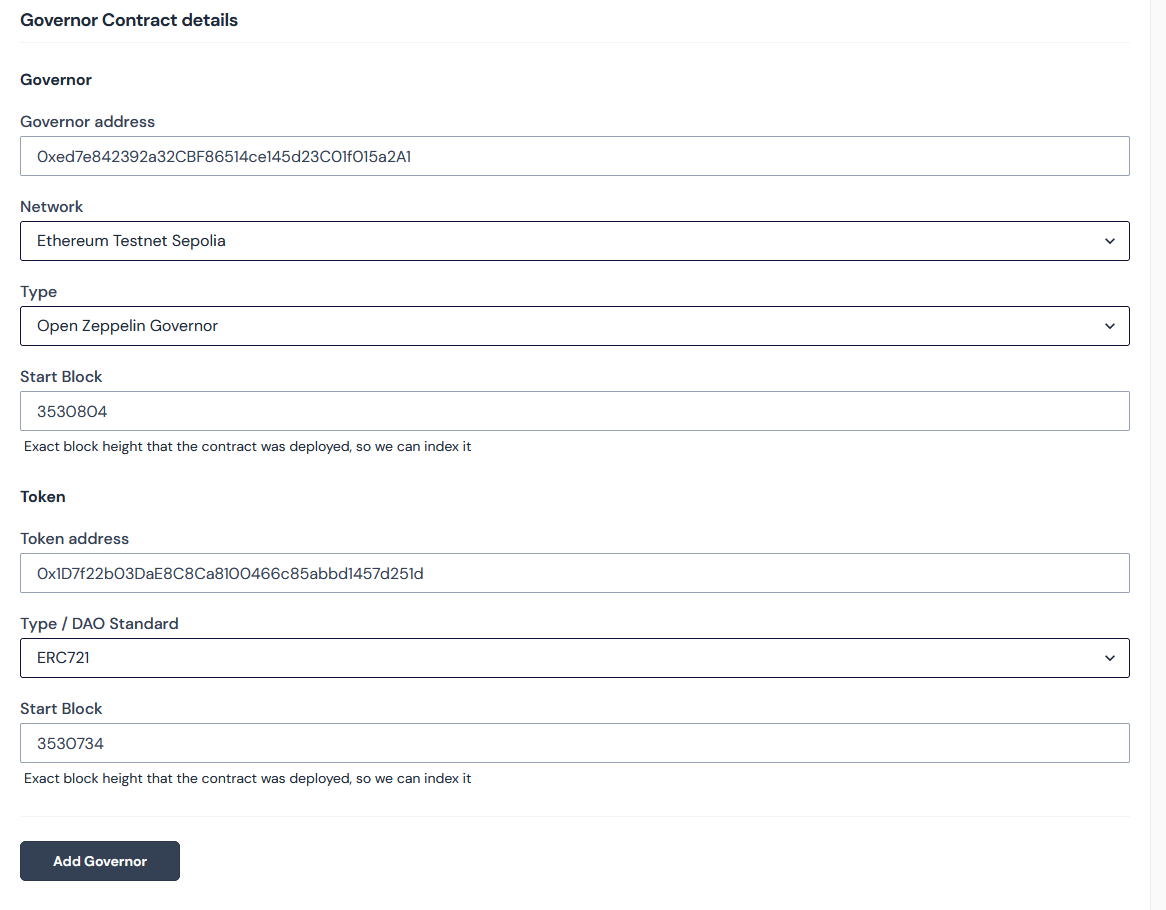 Governor Contract details
Governor
Governor address
0xed7e842392a32CBF86514ce145d23C01f015a2A1
Network
Ethereum Testnet Sepolia
Type
Open Zeppelin Governor
Start Block
3530804
Exact block height that the contract was deployed, so we can index it
Token
Token address
0x1D7f22b03DaE8C8Ca8100466c85abbd1457d251d
Type / DAO Standard
ERC721
Start Block
3530734
Exact block height that the contract was deployed, so we can index it
Add Governor